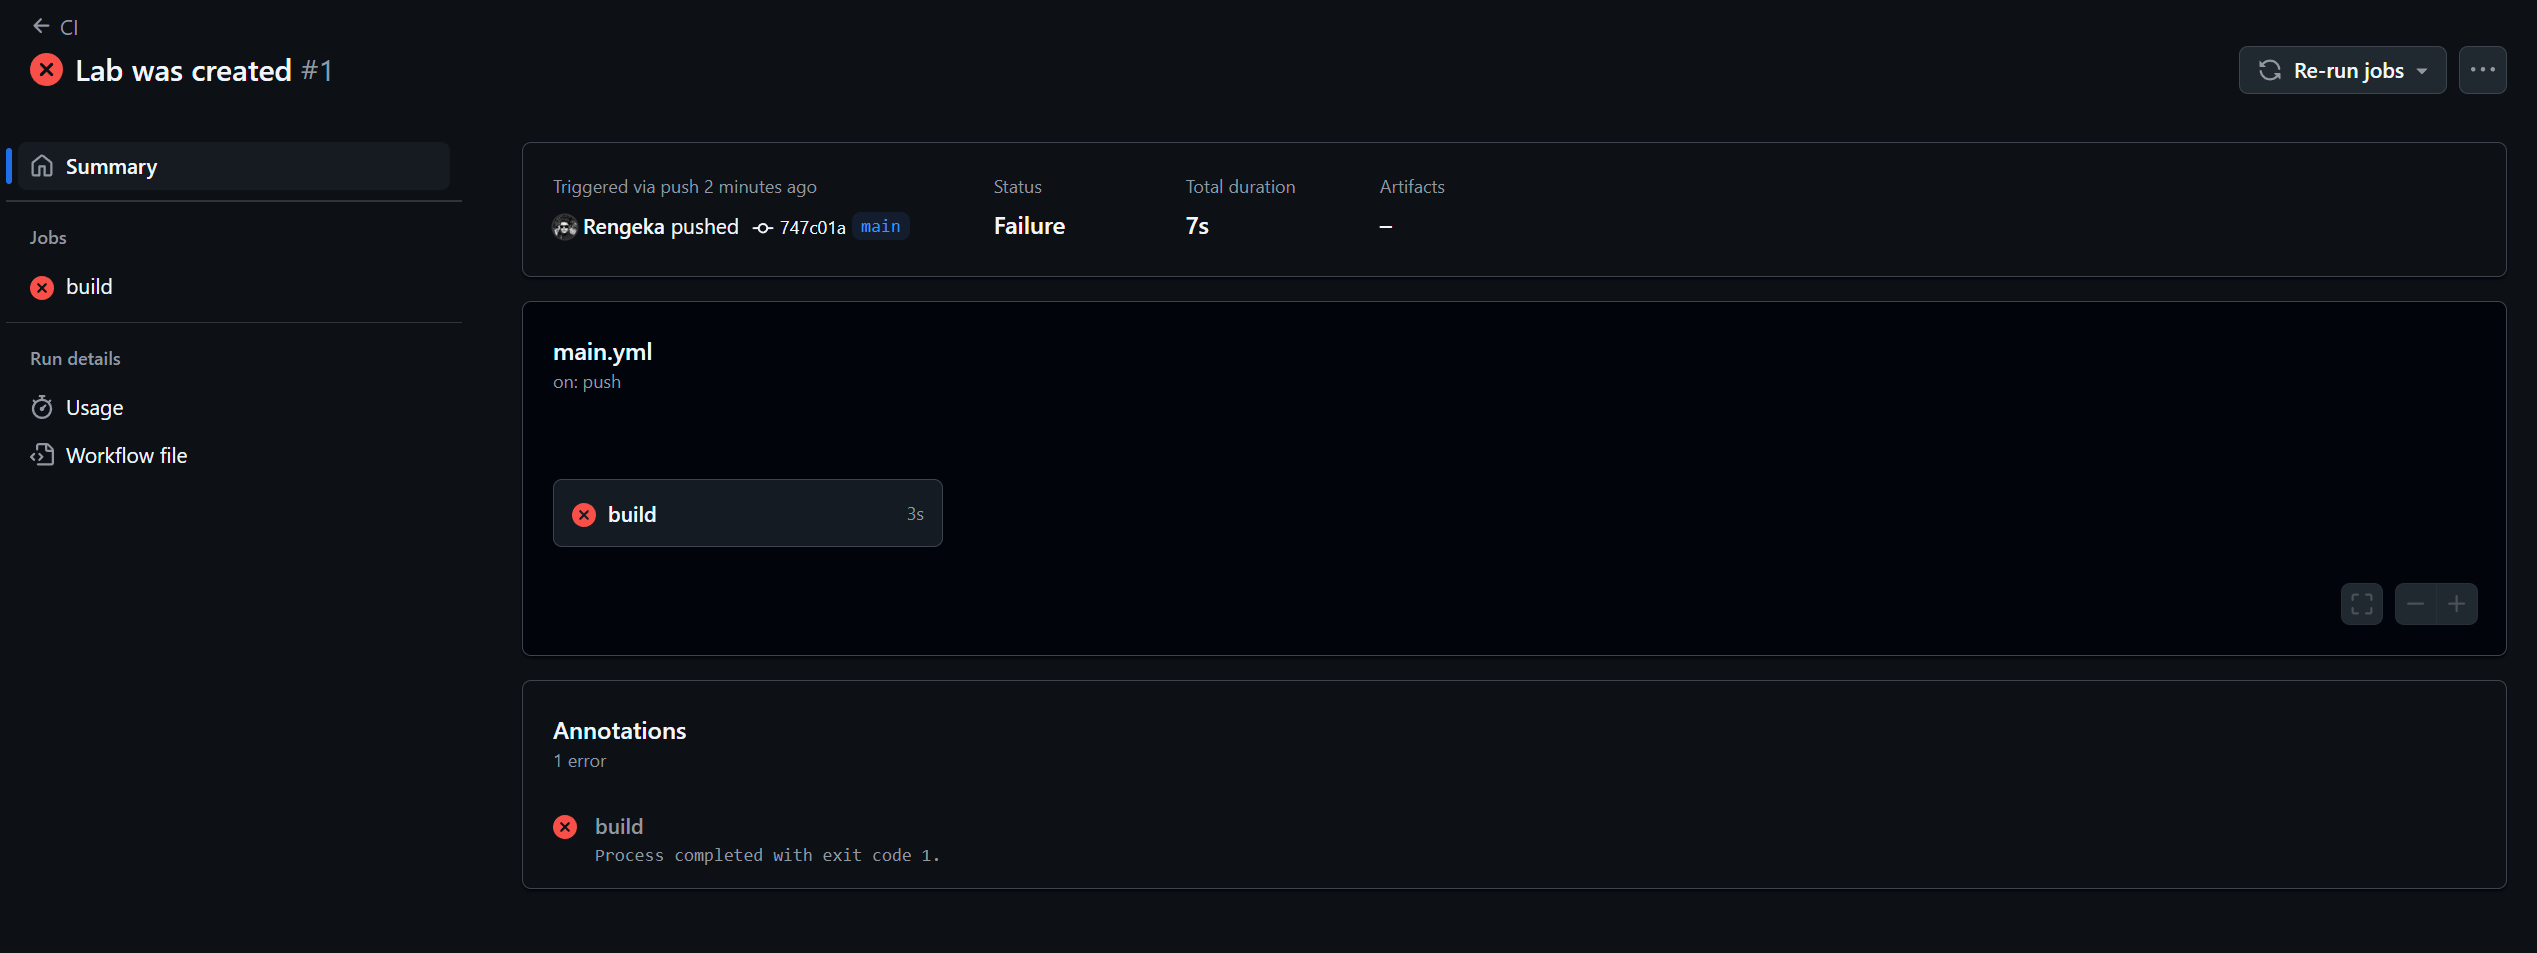 CI
Lab was created #1
Re-run jobs
Summary
Jobs
build
Run details
Usage
Workflow file
Triggered via push 2 minutes ago
Rengeka pushed 747c01a main
Status
Failure
Total duration
7s
Artifacts
–
main.yml
on: push
build 3s
Annotations
1 error
build
Process completed with exit code 1.